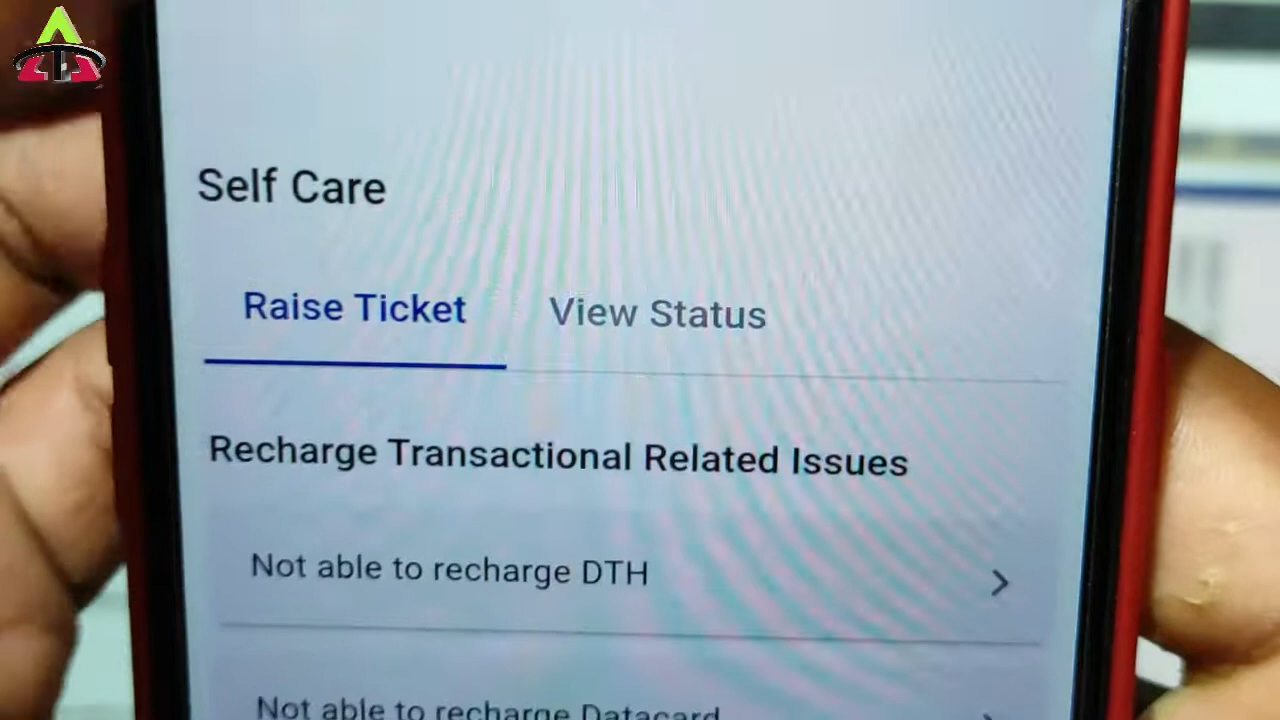 Self Care
Raise Ticket View Status
Recharge Transactional Related Issues
Not able to recharge DTH
Not able to recharge Datacard